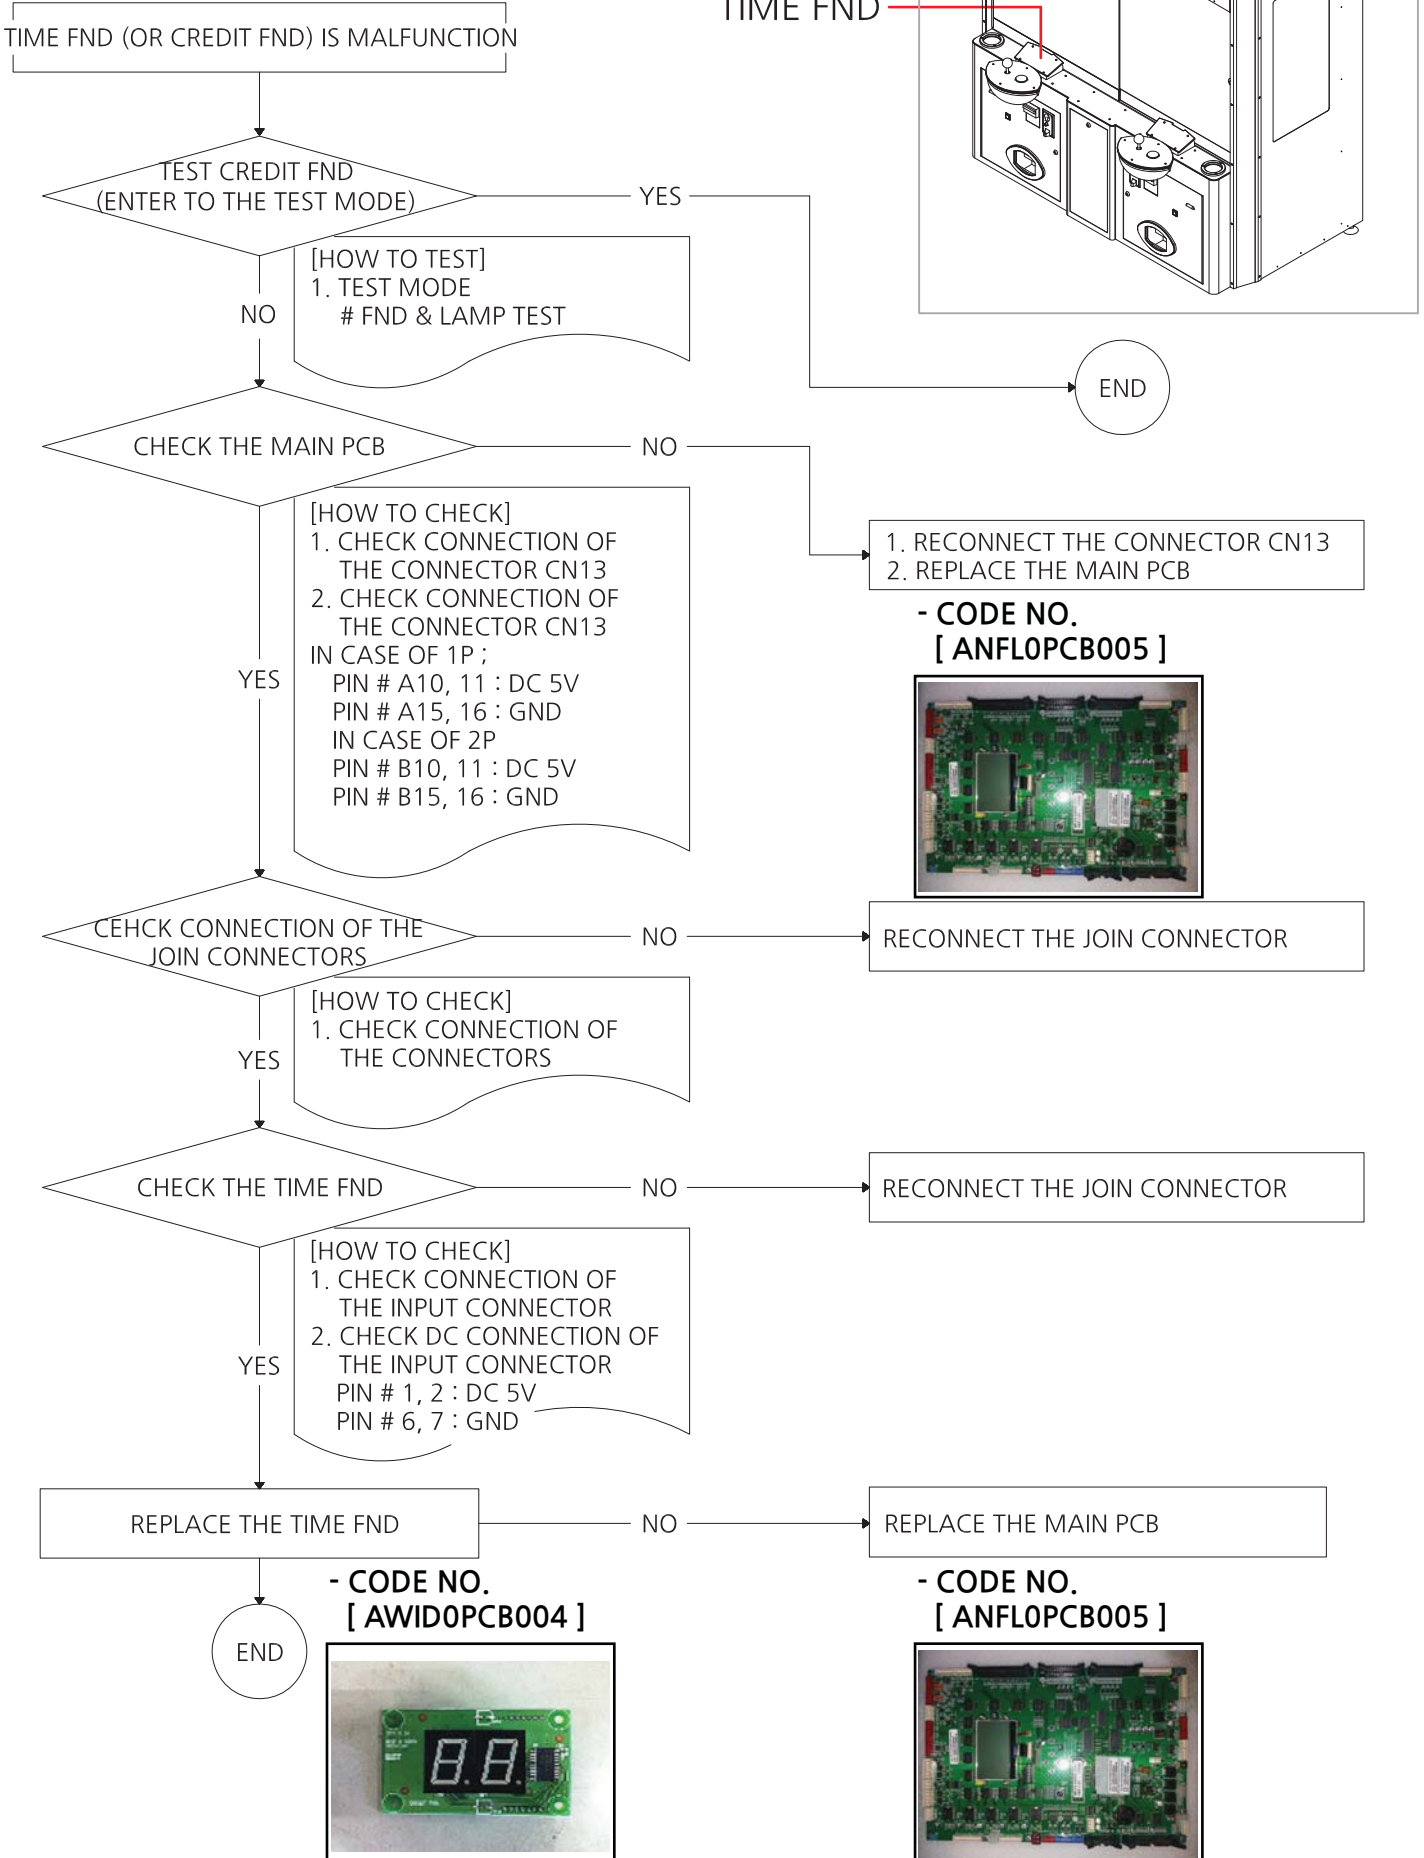 TIME FND
TIME FND (OR CREDIT FND) IS MALFUNCTION
TEST CREDIT FND
(ENTER TO THE TEST MODE)
YES
[HOW TO TEST]
1. TEST MODE
# FND & LAMP TEST
NO
END
CHECK THE MAIN PCB
NO
[HOW TO CHECK]
1. CHECK CONNECTION OF
THE CONNECTOR CN13
2. CHECK CONNECTION OF
THE CONNECTOR CN13
IN CASE OF 1P ;
PIN # A10, 11 : DC 5V
PIN # A15, 16 : GND
IN CASE OF 2P
PIN # B10, 11 : DC 5V
PIN # B15, 16 : GND
YES
1. RECONNECT THE CONNECTOR CN13
2. REPLACE THE MAIN PCB
- CODE NO.
[ ANFL0PCB005 ]
CEHCK CONNECTION OF THE
JOIN CONNECTORS
NO
RECONNECT THE JOIN CONNECTOR
[HOW TO CHECK]
1. CHECK CONNECTION OF
THE CONNECTORS
YES
CHECK THE TIME FND
NO
RECONNECT THE JOIN CONNECTOR
[HOW TO CHECK]
1. CHECK CONNECTION OF
THE INPUT CONNECTOR
2. CHECK DC CONNECTION OF
THE INPUT CONNECTOR
PIN # 1, 2 : DC 5V
PIN # 6, 7 : GND
YES
REPLACE THE TIME FND
NO
REPLACE THE MAIN PCB
- CODE NO.
[ AWID0PCB004 ]
- CODE NO.
[ ANFL0PCB005 ]
END